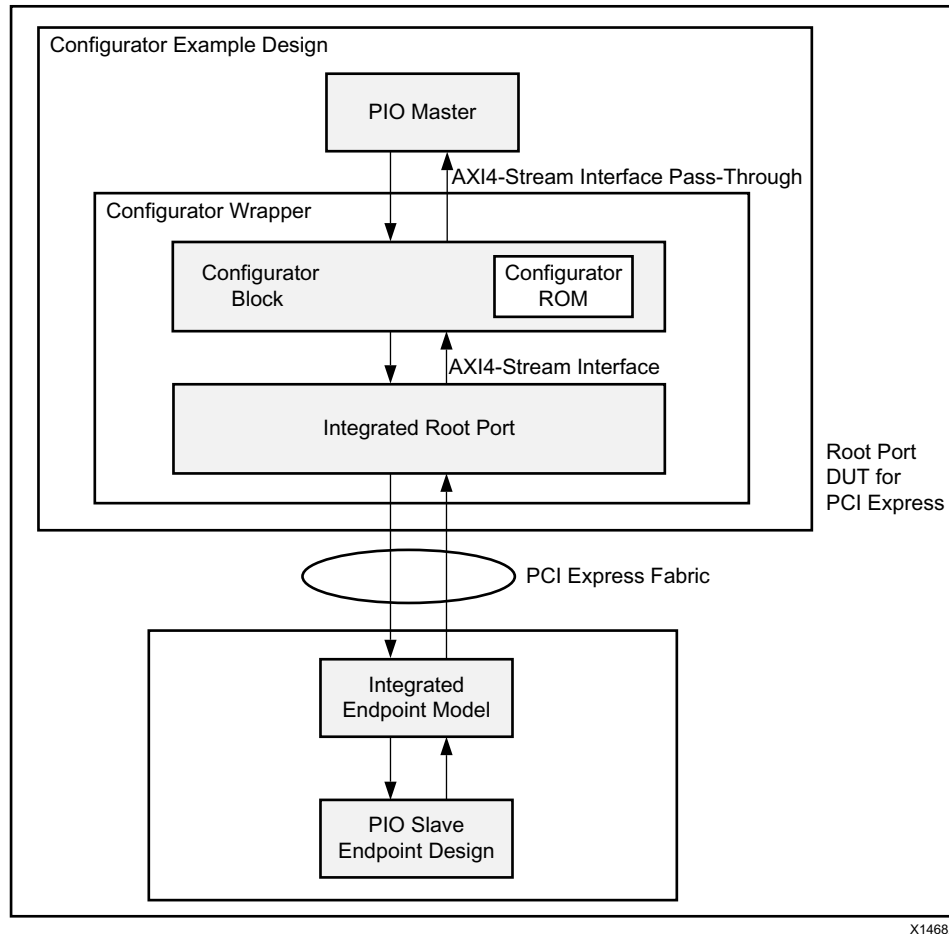 Configurator Example Design
PIO Master
AXI4-Stream Interface Pass-Through
Configurator Wrapper
Configurator
Block
Configurator
ROM
AXI4-Stream Interface
Integrated Root Port
Root Port
DUT for
PCI Express
PCI Express Fabric
Integrated
Endpoint Model
PIO Slave
Endpoint Design
X1468